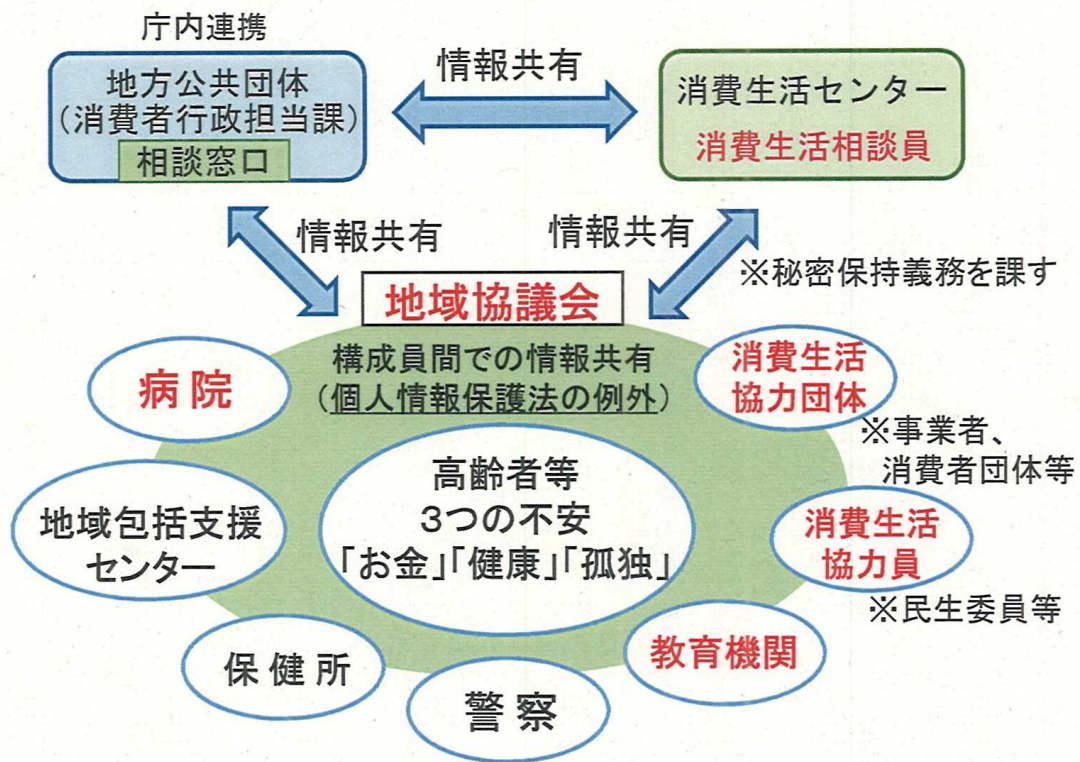 庁内連携
地方公共団体
(消費者行政担当課)
相談窓口
情報共有
消費生活センター
消費生活相談員
情報共有
情報共有
※秘密保持義務を課す
地域協議会
構成員間での情報共有
(個人情報保護法の例外)
病院
消費生活
協力団体
※事業者、
消費者団体等
高齢者等
3つの不安
「お金」「健康」「孤独」
地域包括支援
センター
消費生活
協力員
※民生委員等
保健所
警察
教育機関